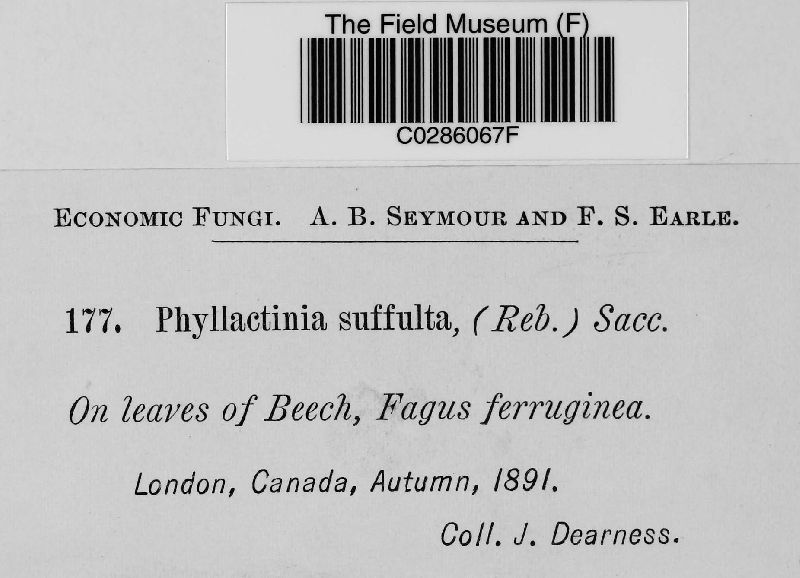 The Field Museum (F)
C0286067F
Economic Fungi. A. B. Seymour and F. S. Earle.
177. Phyllactinia suffulta, (Reb.) Sacc.
On leaves of Beech, Fagus ferruginea.
London, Canada, Autumn, 1891.
Coll. J. Dearness.